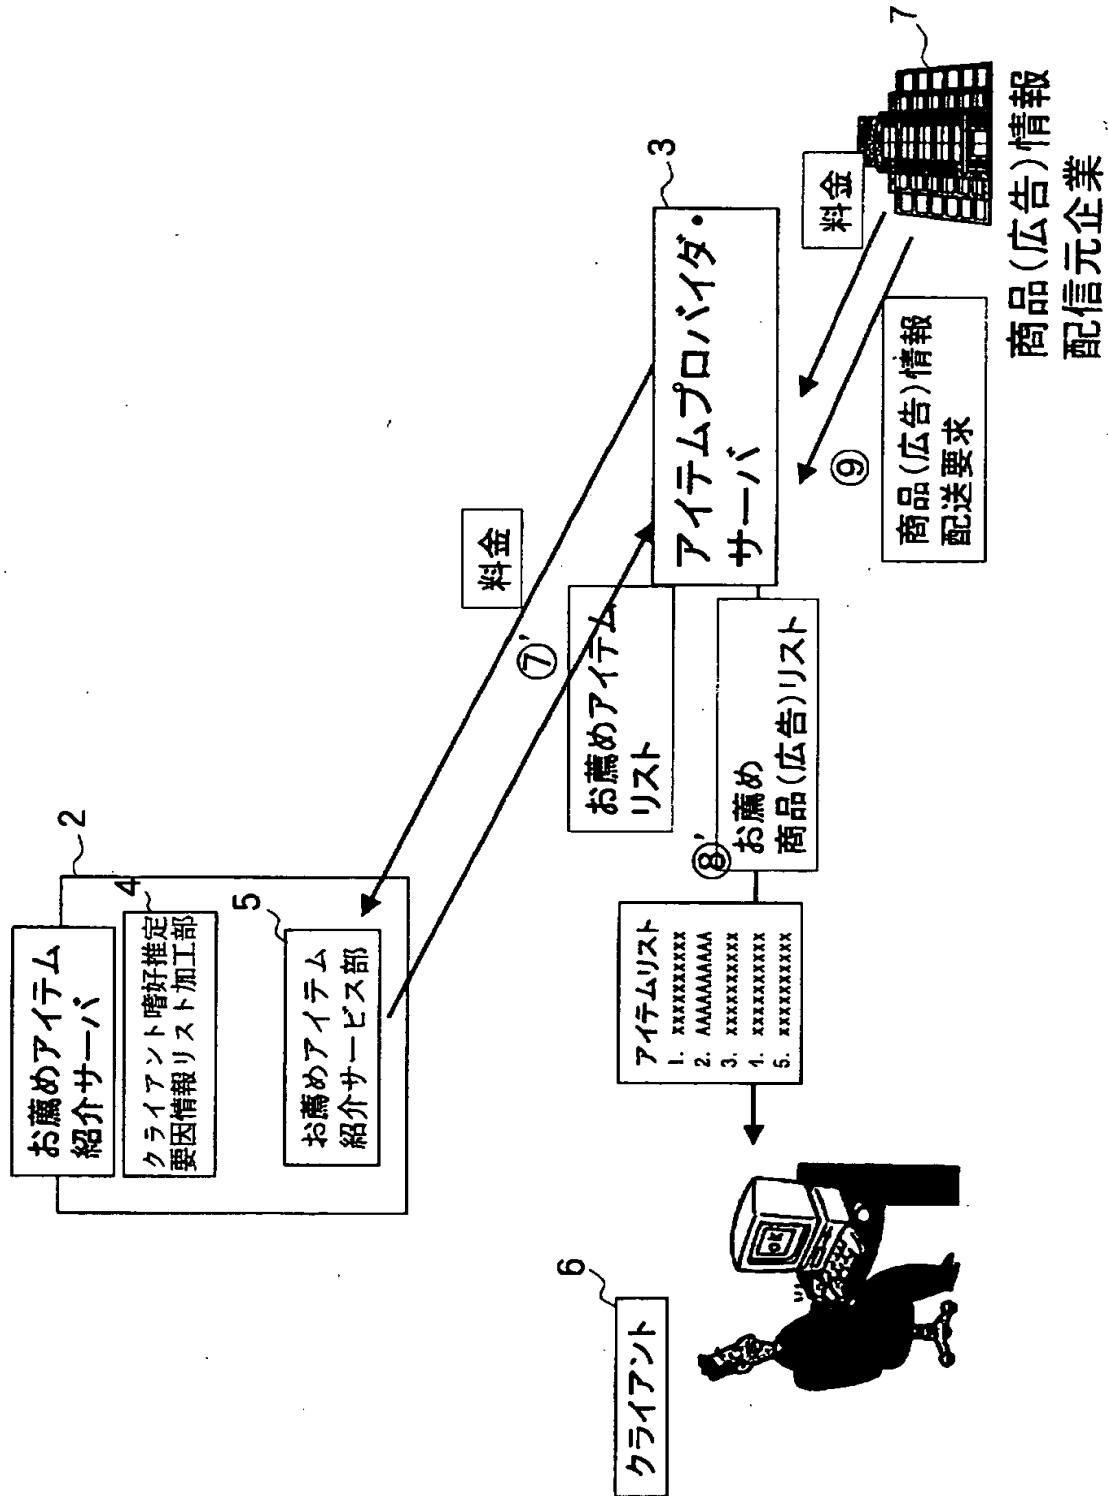 お薦めアイテム
紹介サーバ
2
クライアント嗜好推定
要因情報リスト加工部
4
お薦めアイテム
紹介サービス部
5
料金
⑦'
お薦めアイテム
リスト
アイテムプロバイダ・
サーバ
3
お薦め
商品(広告)リスト
⑧'
アイテムリスト
1. xxxxxxxxxx
2. AAAAAAAAAA
3. xxxxxxxxxx
4. xxxxxxxxxx
5. xxxxxxxxxx
クライアント
6
OK
料金
7
⑨
商品(広告)情報
配送要求
商品(広告)情報
配信元企業